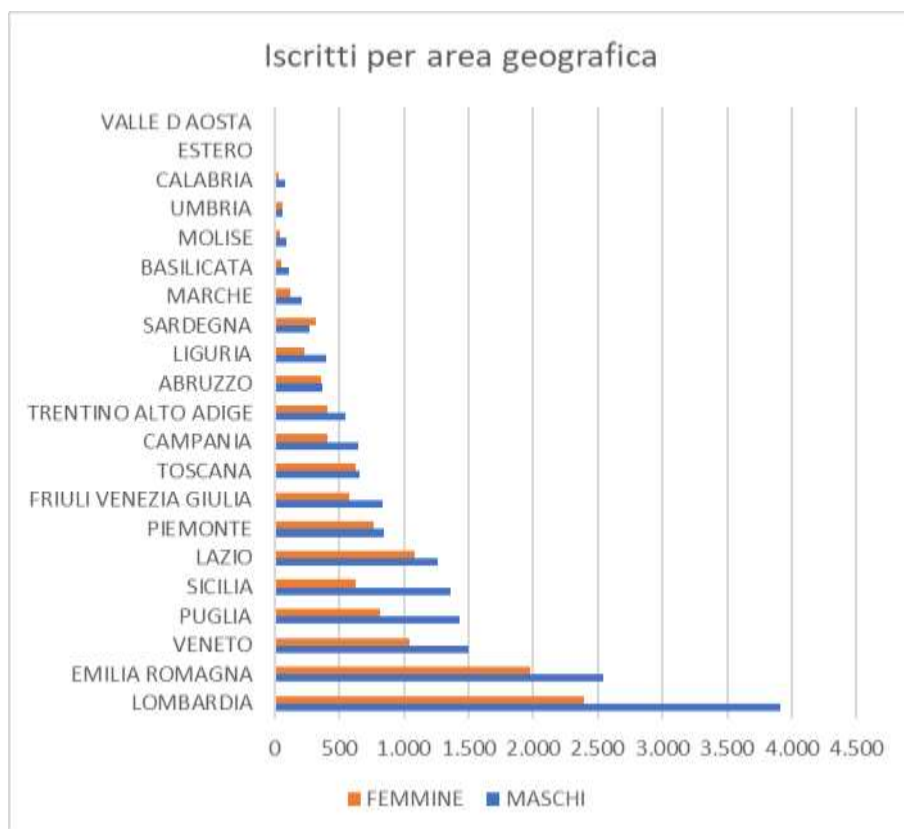 Iscritti per area geografica
VALLE D AOSTA
ESTERO
CALABRIA
UMBRIA
MOLISE
BASILICATA
MARCHE
SARDEGNA
LIGURIA
ABRUZZO
TRENTINO ALTO ADIGE
CAMPANIA
TOSCANA
FRIULI VENEZIA GIULIA
PIEMONTE
LAZIO
SICILIA
PUGLIA
VENETO
EMILIA ROMAGNA
LOMBARDIA
0 500 1.000 1.500 2.000 2.500 3.000 3.500 4.000 4.500
FEMMINE MASCHI